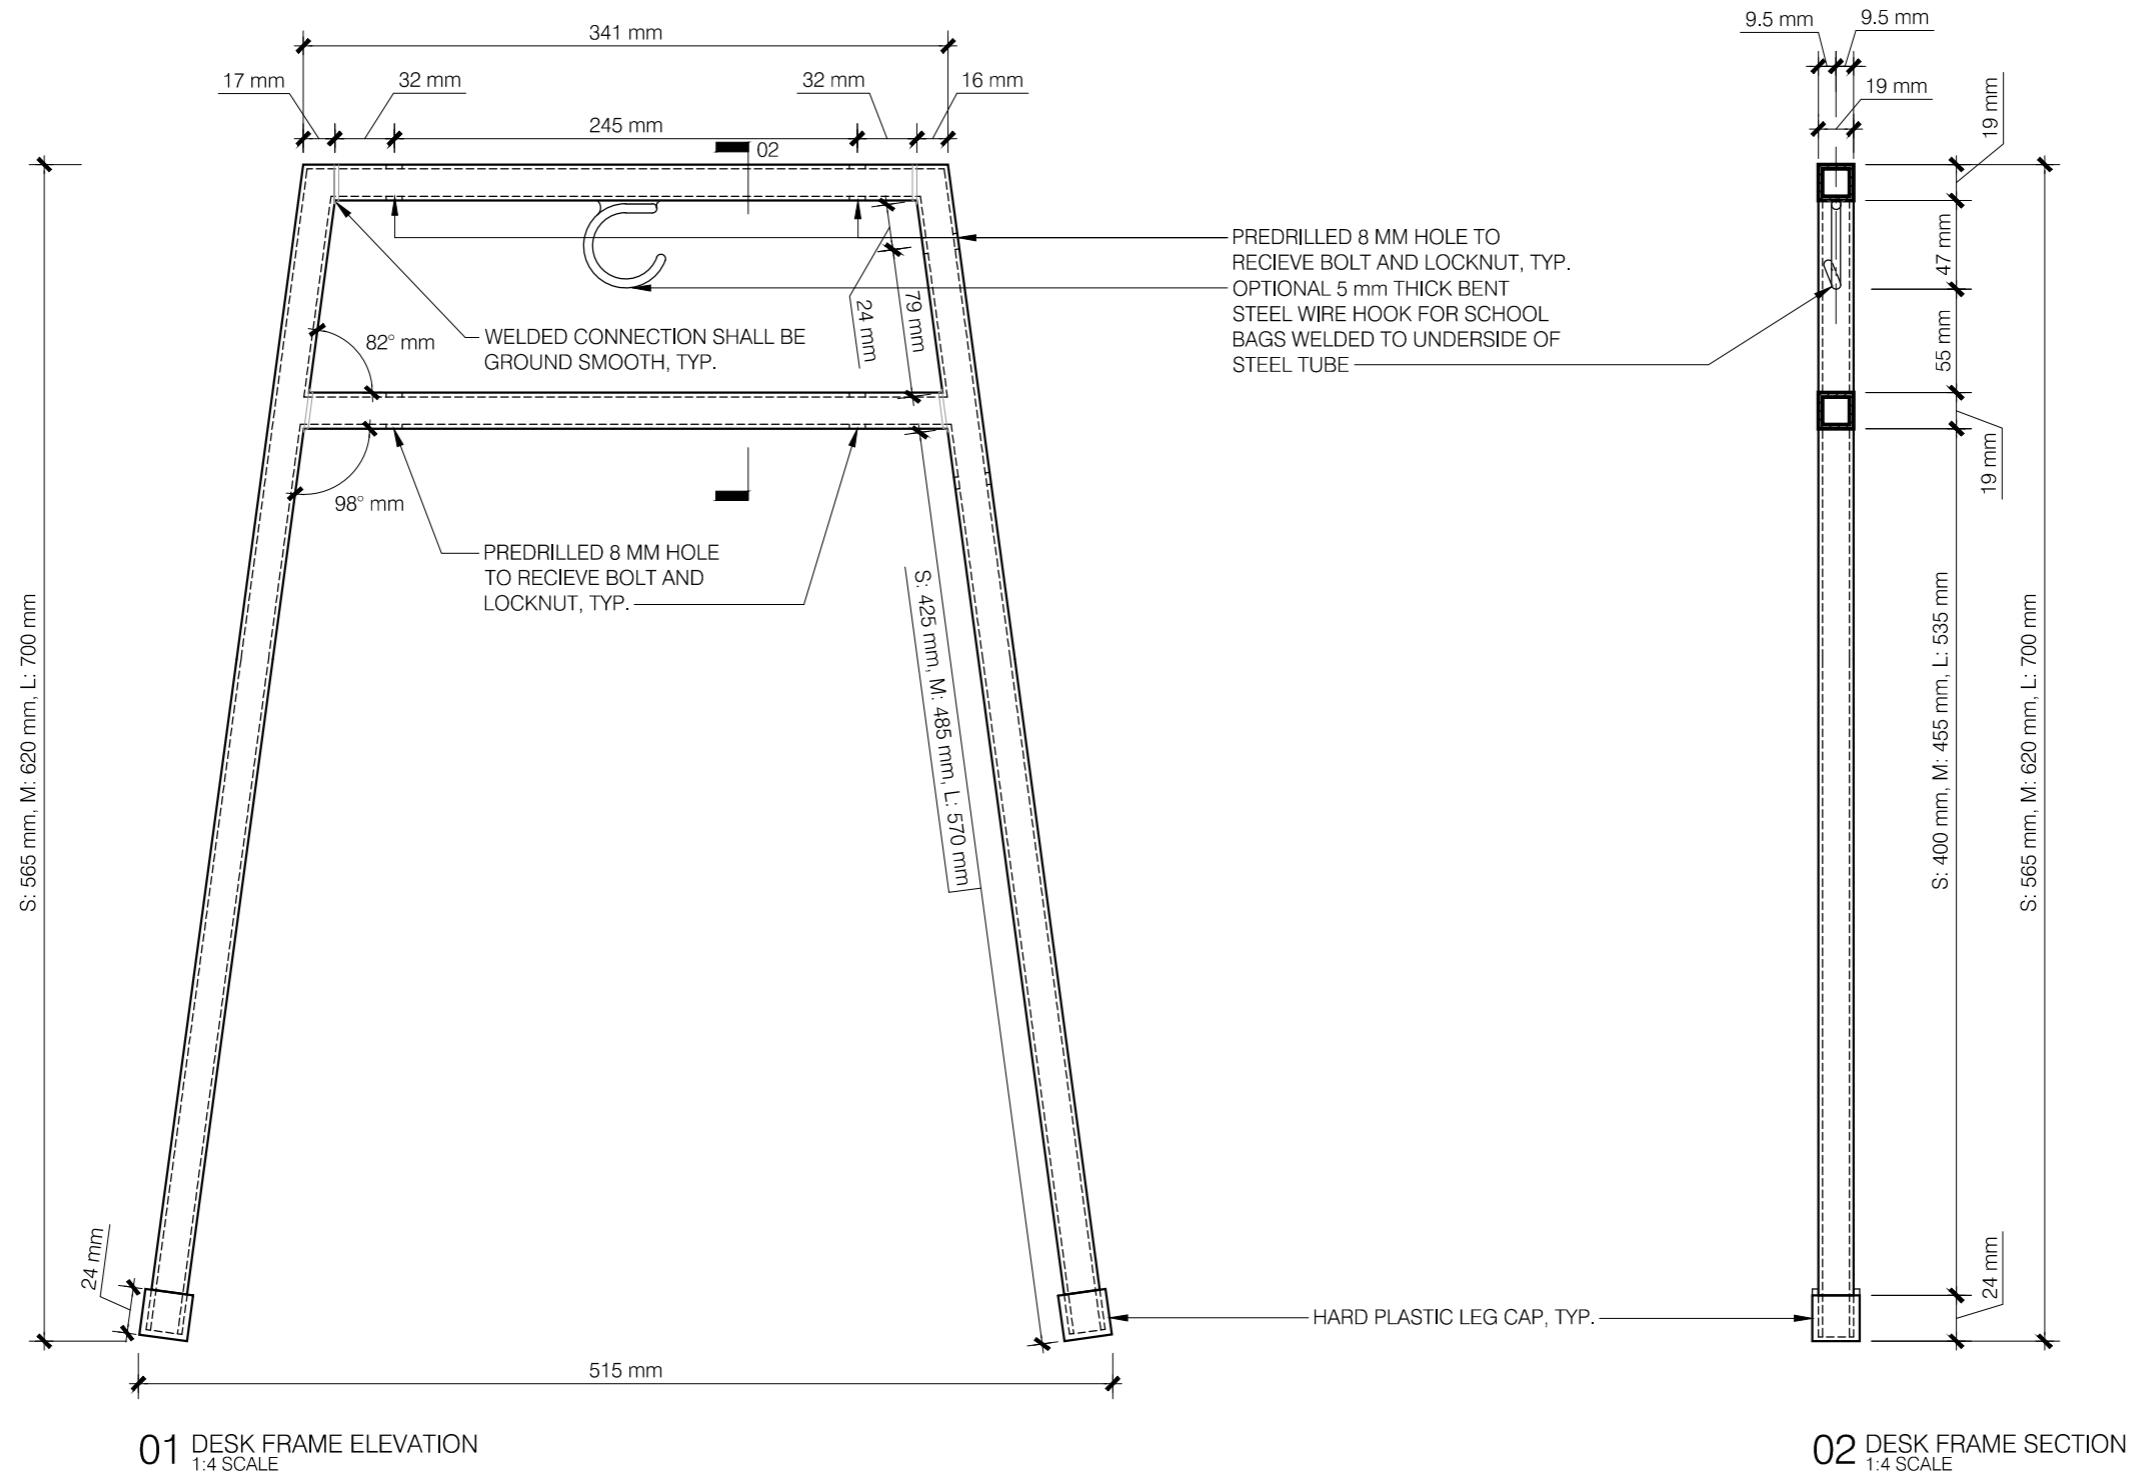 341 mm
17 mm
32 mm
32 mm
16 mm
245 mm
02
PREDRILLED 8 MM HOLE TO
RECIEVE BOLT AND LOCKNUT, TYP.
OPTIONAL 5 mm THICK BENT
STEEL WIRE HOOK FOR SCHOOL
BAGS WELDED TO UNDERSIDE OF
STEEL TUBE
24 mm
79 mm
82° mm
WELDED CONNECTION SHALL BE
GROUND SMOOTH, TYP.
98° mm
PREDRILLED 8 MM HOLE
TO RECIEVE BOLT AND
LOCKNUT, TYP.
S: 565 mm, M: 620 mm, L: 700 mm
S: 425 mm, M: 485 mm, L: 570 mm
24 mm
HARD PLASTIC LEG CAP, TYP.
515 mm
01 DESK FRAME ELEVATION
1:4 SCALE
9.5 mm
9.5 mm
19 mm
19 mm
47 mm
55 mm
19 mm
S: 400 mm, M: 455 mm, L: 535 mm
S: 565 mm, M: 620 mm, L: 700 mm
24 mm
02 DESK FRAME SECTION
1:4 SCALE